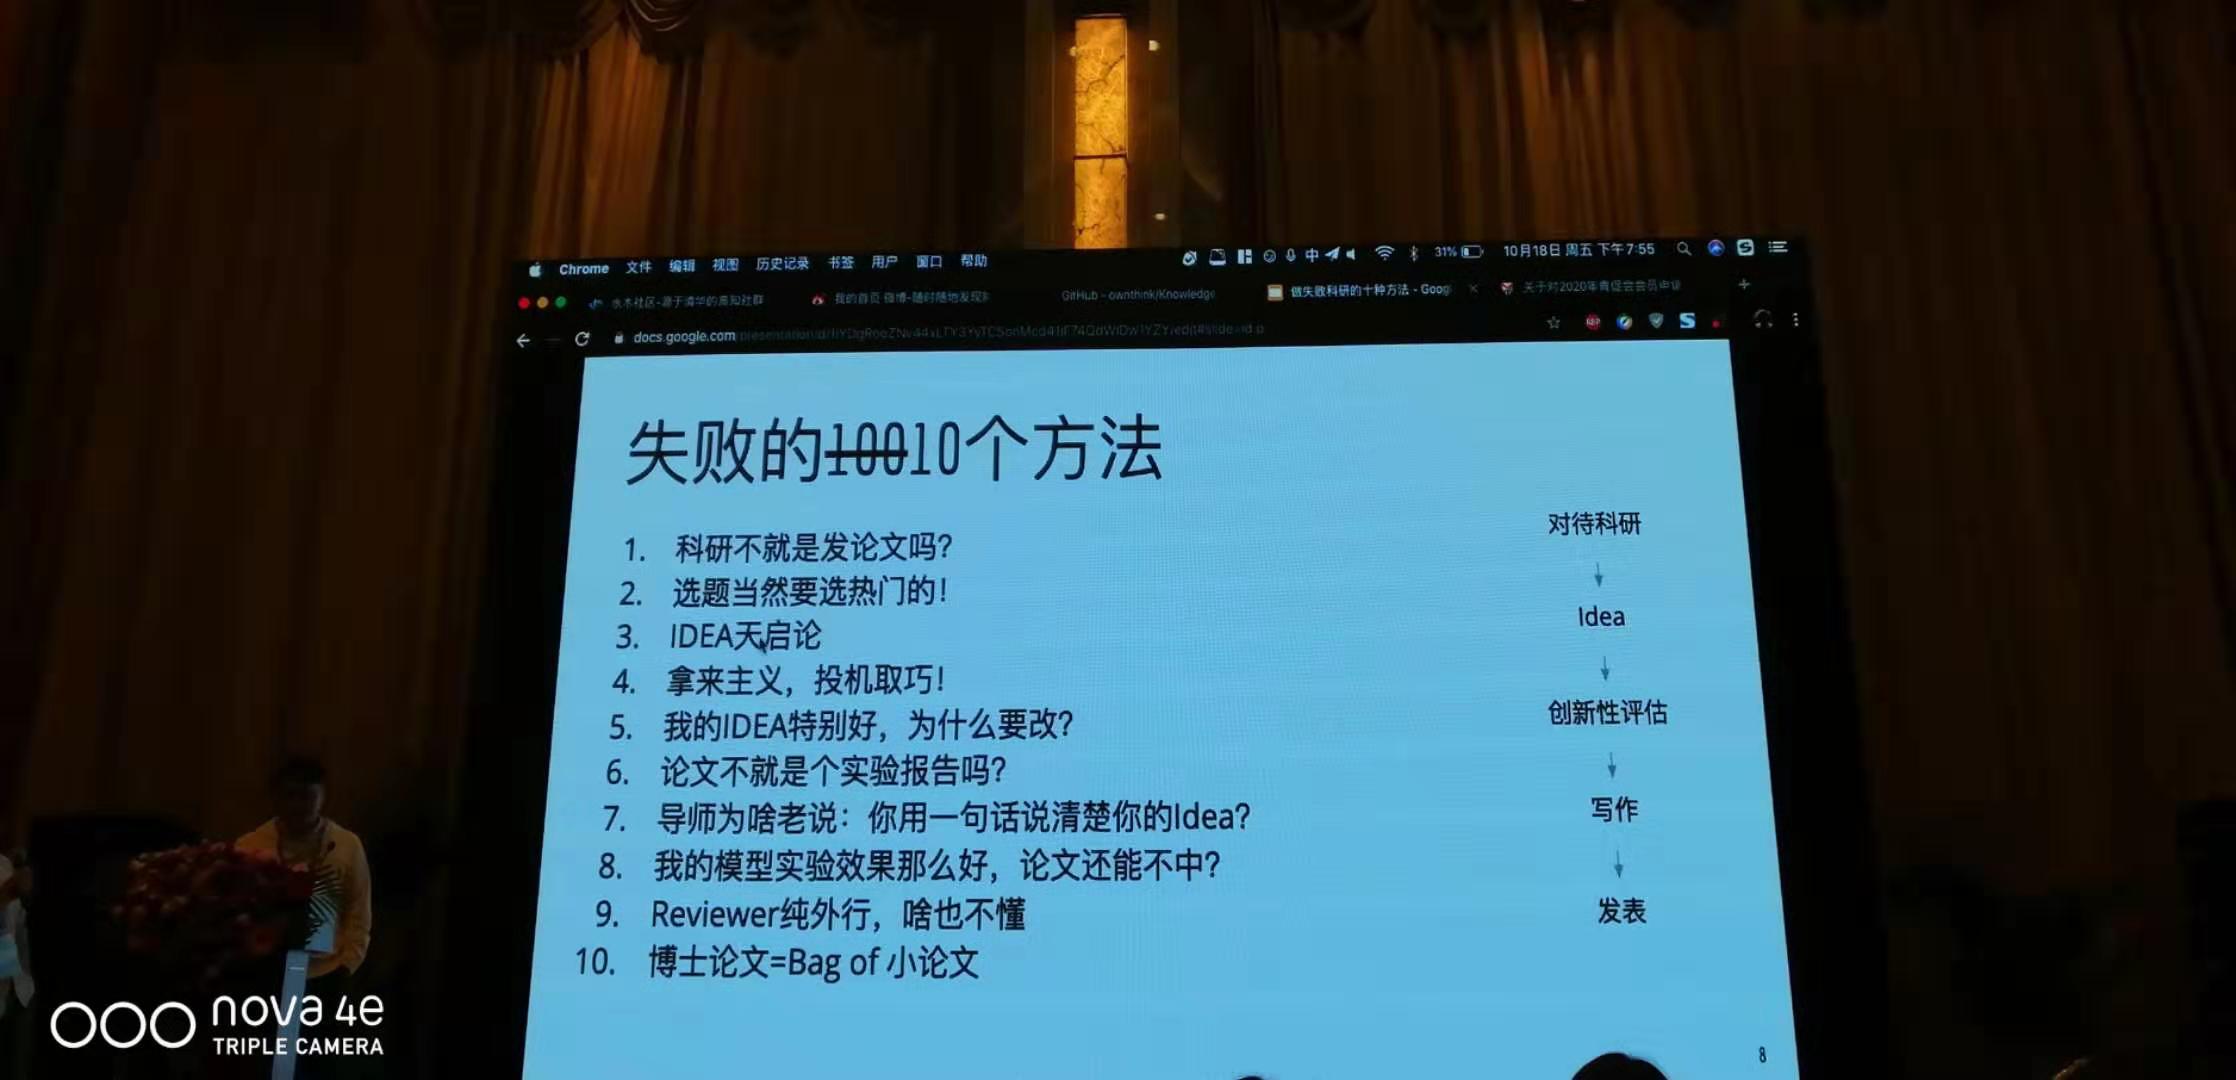 Chrome 文件 编辑 视图 历史记录 书签 用户 窗口 帮助 中 31% 10月18日 周五 下午7:55
水木社区-源于清华的高知社群 我的首页 微博-随时随地发现 GitHub - ownthink/Knowledge 做失败科研的十种方法 - Goog 关于对2020年青促会会员申请
docs.google.com
失败的10010个方法
1. 科研不就是发论文吗?
2. 选题当然要选热门的!
3. IDEA天启论
4. 拿来主义，投机取巧!
5. 我的IDEA特别好，为什么要改?
6. 论文不就是个实验报告吗?
7. 导师为啥老说：你用一句话说清楚你的Idea?
8. 我的模型实验效果那么好，论文还能不中?
9. Reviewer纯外行，啥也不懂
10. 博士论文=Bag of 小论文
对待科研
↓
Idea
↓
创新性评估
↓
写作
↓
发表
8
nova 4e
TRIPLE CAMERA